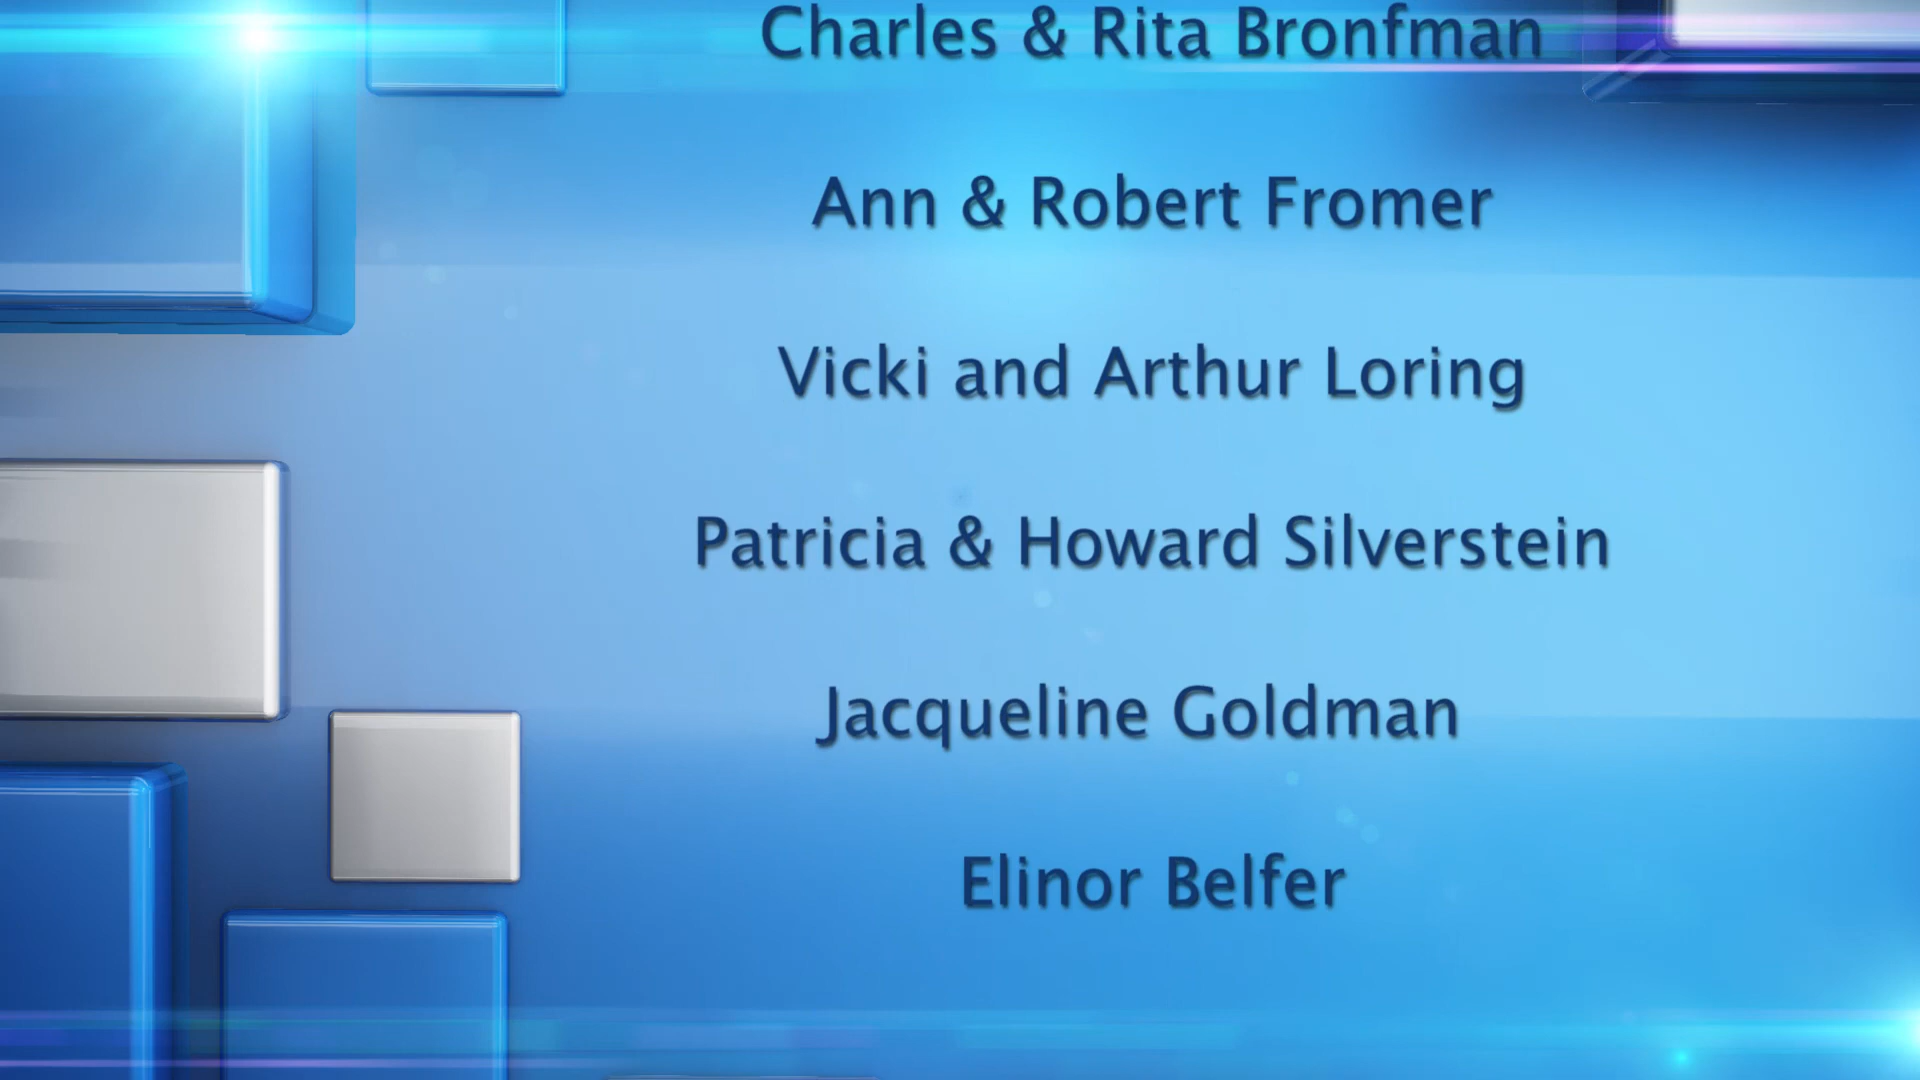 Charles & Rita Bronfman
Ann & Robert Fromer
Vicki and Arthur Loring
Patricia & Howard Silverstein
Jacqueline Goldman
Elinor Belfer